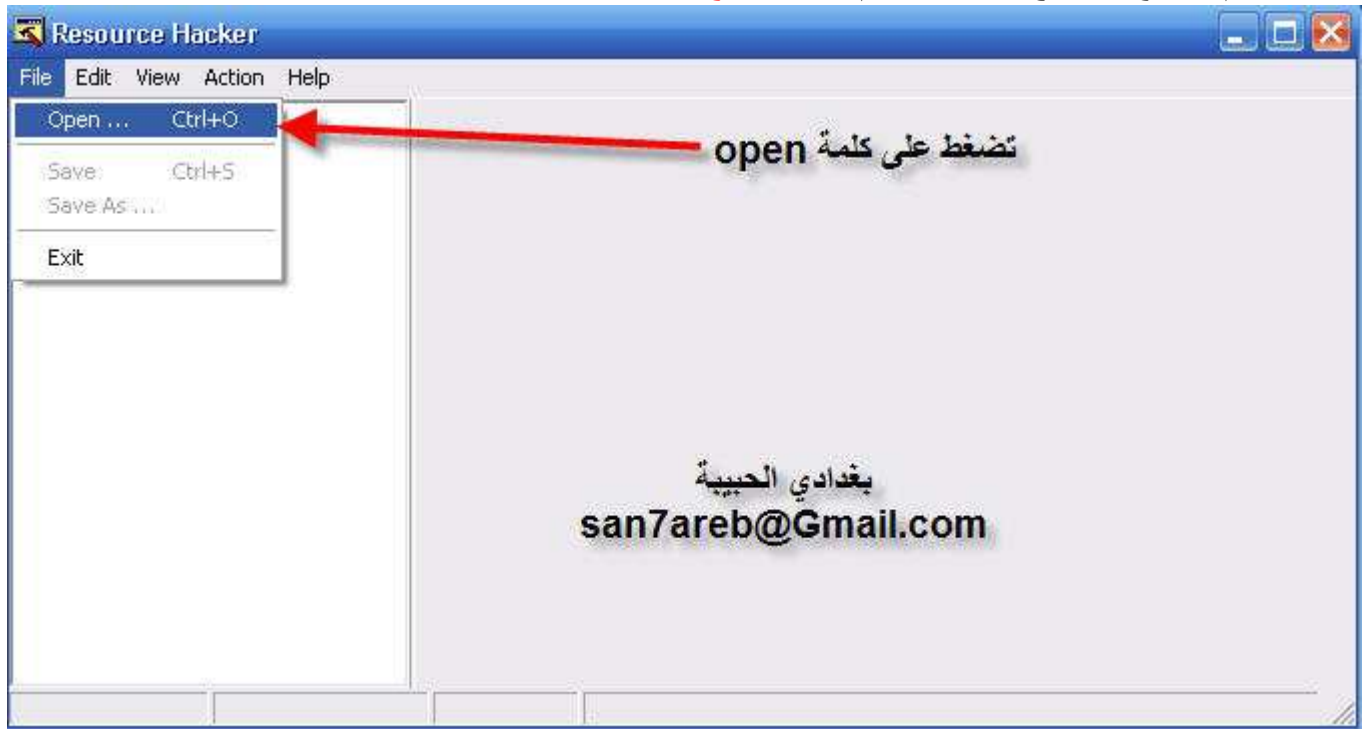 Resource Hacker
File Edit View Action Help
Open ... Ctrl+O
تضغط على كلمة open
Save Ctrl+S
Save As ...
Exit
بغدادي الحبيبة
san7areb@Gmail.com